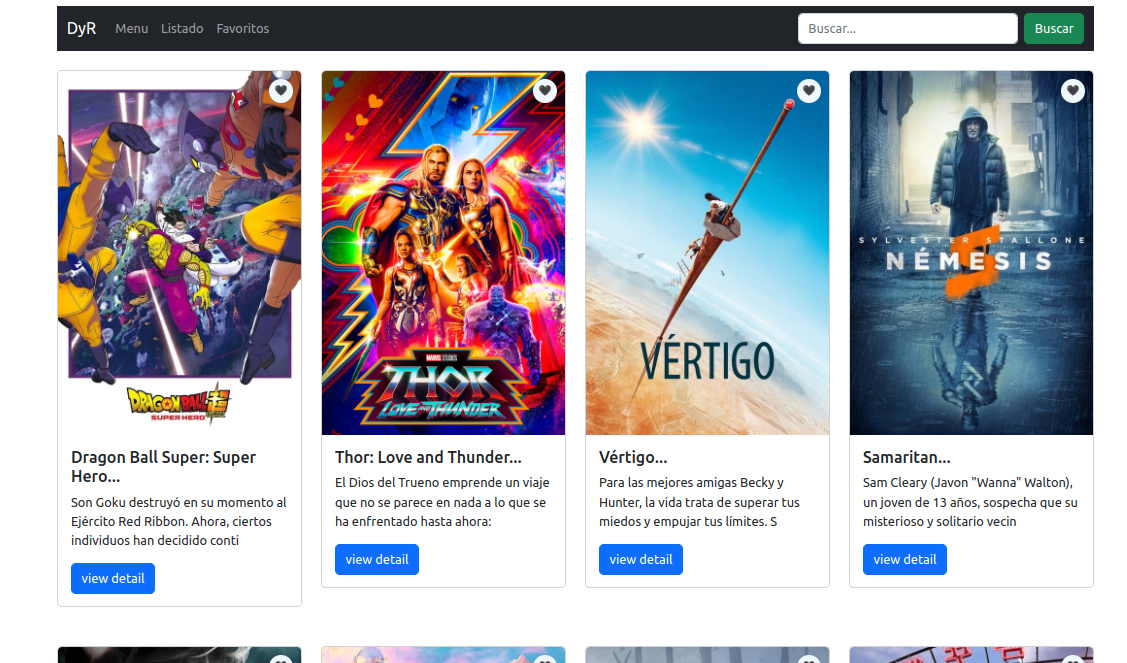 DyR Menu Listado Favoritos Buscar... Buscar
DRAGON BALL SUPER
SUPER HERO
MARVEL STUDIOS
THOR
LOVE AND THUNDER
VÉRTIGO
SYLVESTER STALLONE
NÉMESIS
Dragon Ball Super: Super
Hero...
Son Goku destruyó en su momento al
Ejército Red Ribbon. Ahora, ciertos
individuos han decidido conti
view detail
Thor: Love and Thunder...
El Dios del Trueno emprende un viaje
que no se parece en nada a lo que se
ha enfrentado hasta ahora:
view detail
Vértigo...
Para las mejores amigas Becky y
Hunter, la vida trata de superar tus
miedos y empujar tus límites. S
view detail
Samaritan...
Sam Cleary (Javon "Wanna" Walton),
un joven de 13 años, sospecha que su
misterioso y solitario vecin
view detail